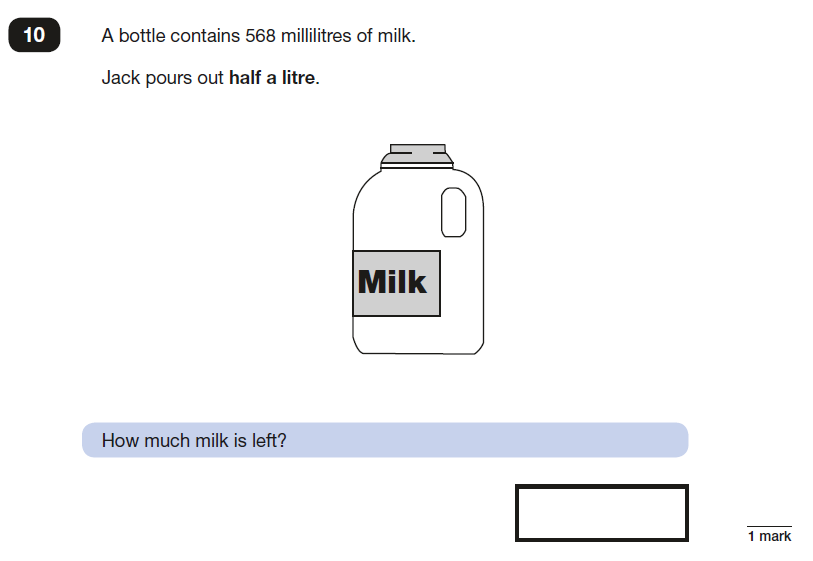 10
A bottle contains 568 millilitres of milk.
Jack pours out half a litre.
Milk
How much milk is left?
1 mark